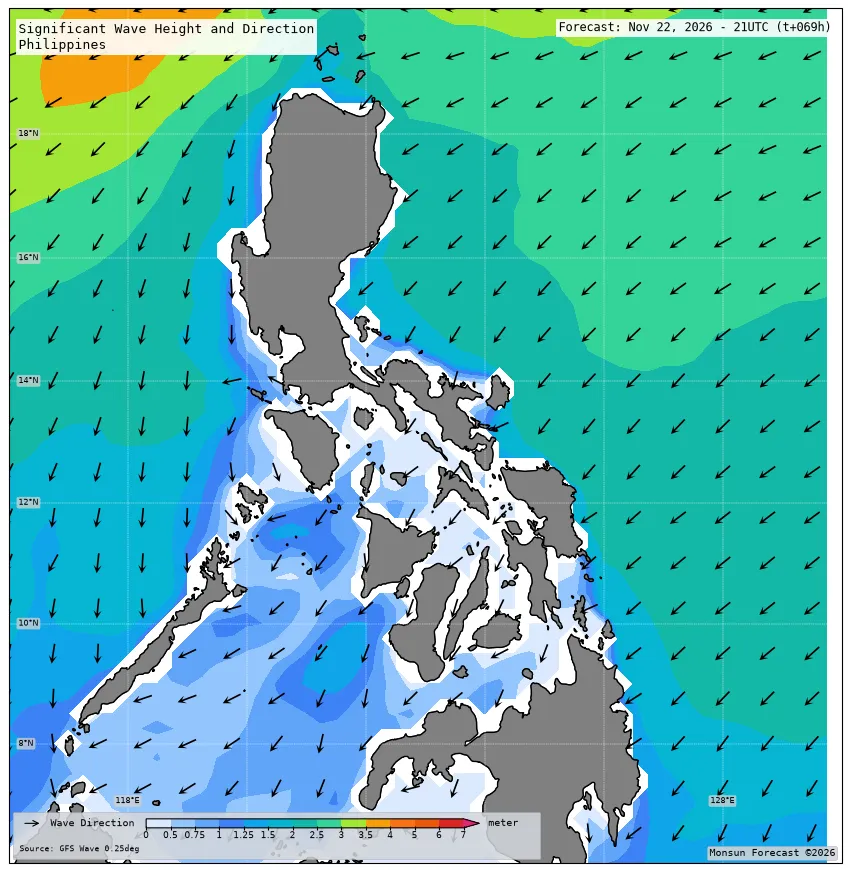 Significant Wave Height and Direction
Philippines
Forecast: Nov 22, 2026 - 21UTC (t+069h)
18°N
16°N
14°N
12°N
10°N
8°N
118°E
128°E
Wave Direction
0 0.5 0.75 1 1.25 1.5 2 2.5 3 3.5 4 5 6 7
meter
Source: GFS Wave 0.25deg
Monsun Forecast ©2026